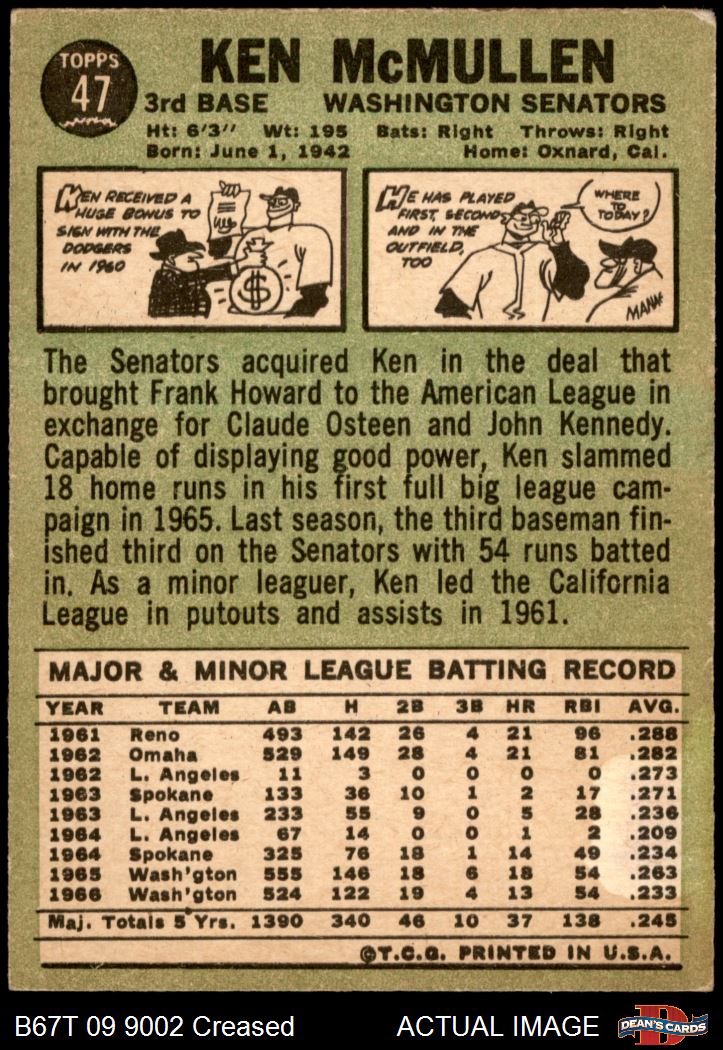 TOPPS
47
KEN McMULLEN
3rd BASE WASHINGTON SENATORS
Ht: 6'3" Wt: 195 Bats: Right Throws: Right
Born: June 1, 1942 Home: Oxnard, Cal.
KEN RECEIVED A
HUGE BONUS TO
SIGN WITH THE
DODGERS
IN 1960
HE HAS PLAYED
FIRST, SECOND
AND IN THE
OUTFIELD,
TOO
WHERE
TO
TODAY?
The Senators acquired Ken in the deal that
brought Frank Howard to the American League in
exchange for Claude Osteen and John Kennedy.
Capable of displaying good power, Ken slammed
18 home runs in his first full big league cam-
paign in 1965. Last season, the third baseman fin-
ished third on the Senators with 54 runs batted
in. As a minor leaguer, Ken led the California
League in putouts and assists in 1961.
MAJOR & MINOR LEAGUE BATTING RECORD
YEAR TEAM AB H 2B 3B HR RBI AVG.
1961 Reno 493 142 26 4 21 96 .288
1962 Omaha 529 149 28 4 21 81 .282
1962 L. Angeles 11 3 0 0 0 0 .273
1963 Spokane 133 36 10 1 2 17 .271
1963 L. Angeles 233 55 9 0 5 28 .236
1964 L. Angeles 67 14 0 0 1 2 .209
1964 Spokane 325 76 18 1 14 49 .234
1965 Wash'gton 555 146 18 6 18 54 .263
1966 Wash'gton 524 122 19 4 13 54 .233
Maj. Totals 5 Yrs. 1390 340 46 10 37 138 .245
©T.C.G. PRINTED IN U.S.A.
B67T 09 9002 Creased ACTUAL IMAGE
D
DEAN'S CARDS